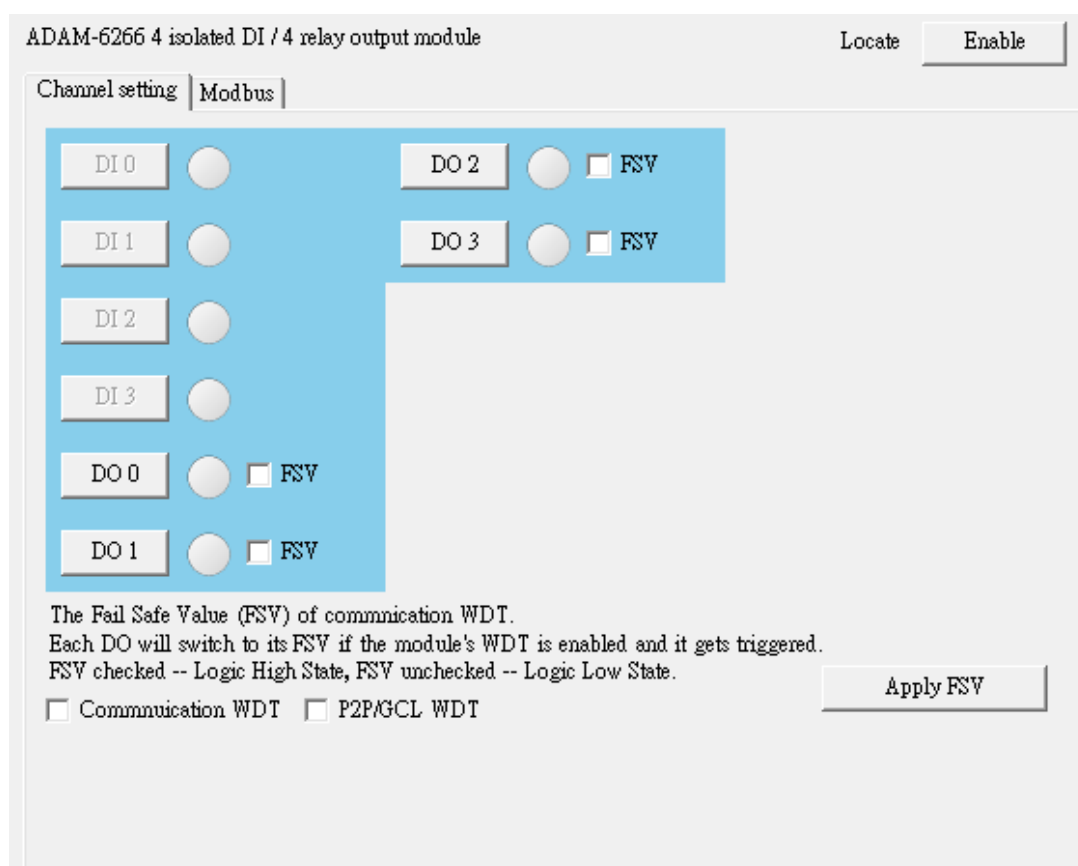 ADAM-6266 4 isolated DI / 4 relay output module
Locate
Enable
Channel setting
Modbus
DI 0
DI 1
DI 2
DI 3
DO 0
FSV
DO 1
FSV
DO 2
FSV
DO 3
FSV
The Fail Safe Value (FSV) of commnication WDT.
Each DO will switch to its FSV if the module's WDT is enabled and it gets triggered.
FSV checked -- Logic High State, FSV unchecked -- Logic Low State.
Commnuication WDT
P2P/GCL WDT
Apply FSV